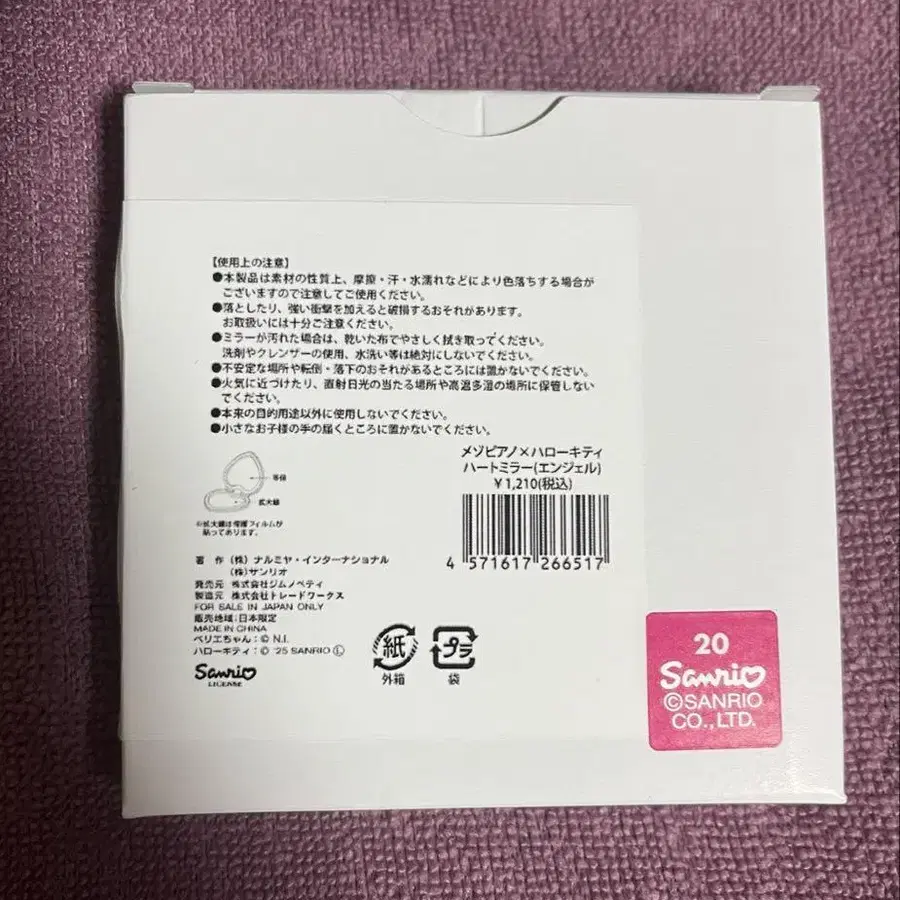 【使用上の注意】
●本製品は素材の性質上、摩擦・汗・水濡れなどにより色落ちする場合が
ございますので注意してご使用ください。
●落としたり、強い衝撃を加えると破損するおそれがあります。
お取扱いには十分ご注意ください。
●ミラーが汚れた場合は、乾いた布でやさしく拭き取ってください。
洗剤やクレンザーの使用、水洗い等は絶対にしないでください。
●不安定な場所や転倒・落下のおそれがあるところには置かないでください。
●火気に近づけたり、直射日光の当たる場所や高温多湿の場所に保管しない
でください。
●本来の目的用途以外に使用しないでください。
●小さなお子様の手の届くところに置かないでください。
メゾピアノ×ハローキティ
ハートミラー(エンジェル)
￥1,210(税込)
4 571617 266517
等倍
拡大鏡
※拡大鏡は保護フィルムが
貼ってあります。
著 作 (株) ナルミヤ・インターナショナル
(株)サンリオ
発売元 株式会社ジムノペティ
製造元 株式会社トレードワークス
FOR SALE IN JAPAN ONLY
販売地域:日本限定
MADE IN CHINA
ベリエちゃん:© N.I.
ハローキティ:© '25 SANRIO Ⓛ
Sanrio
LICENSE
紙
外箱
プラ
袋
20
Sanrio
©SANRIO
CO.,LTD.